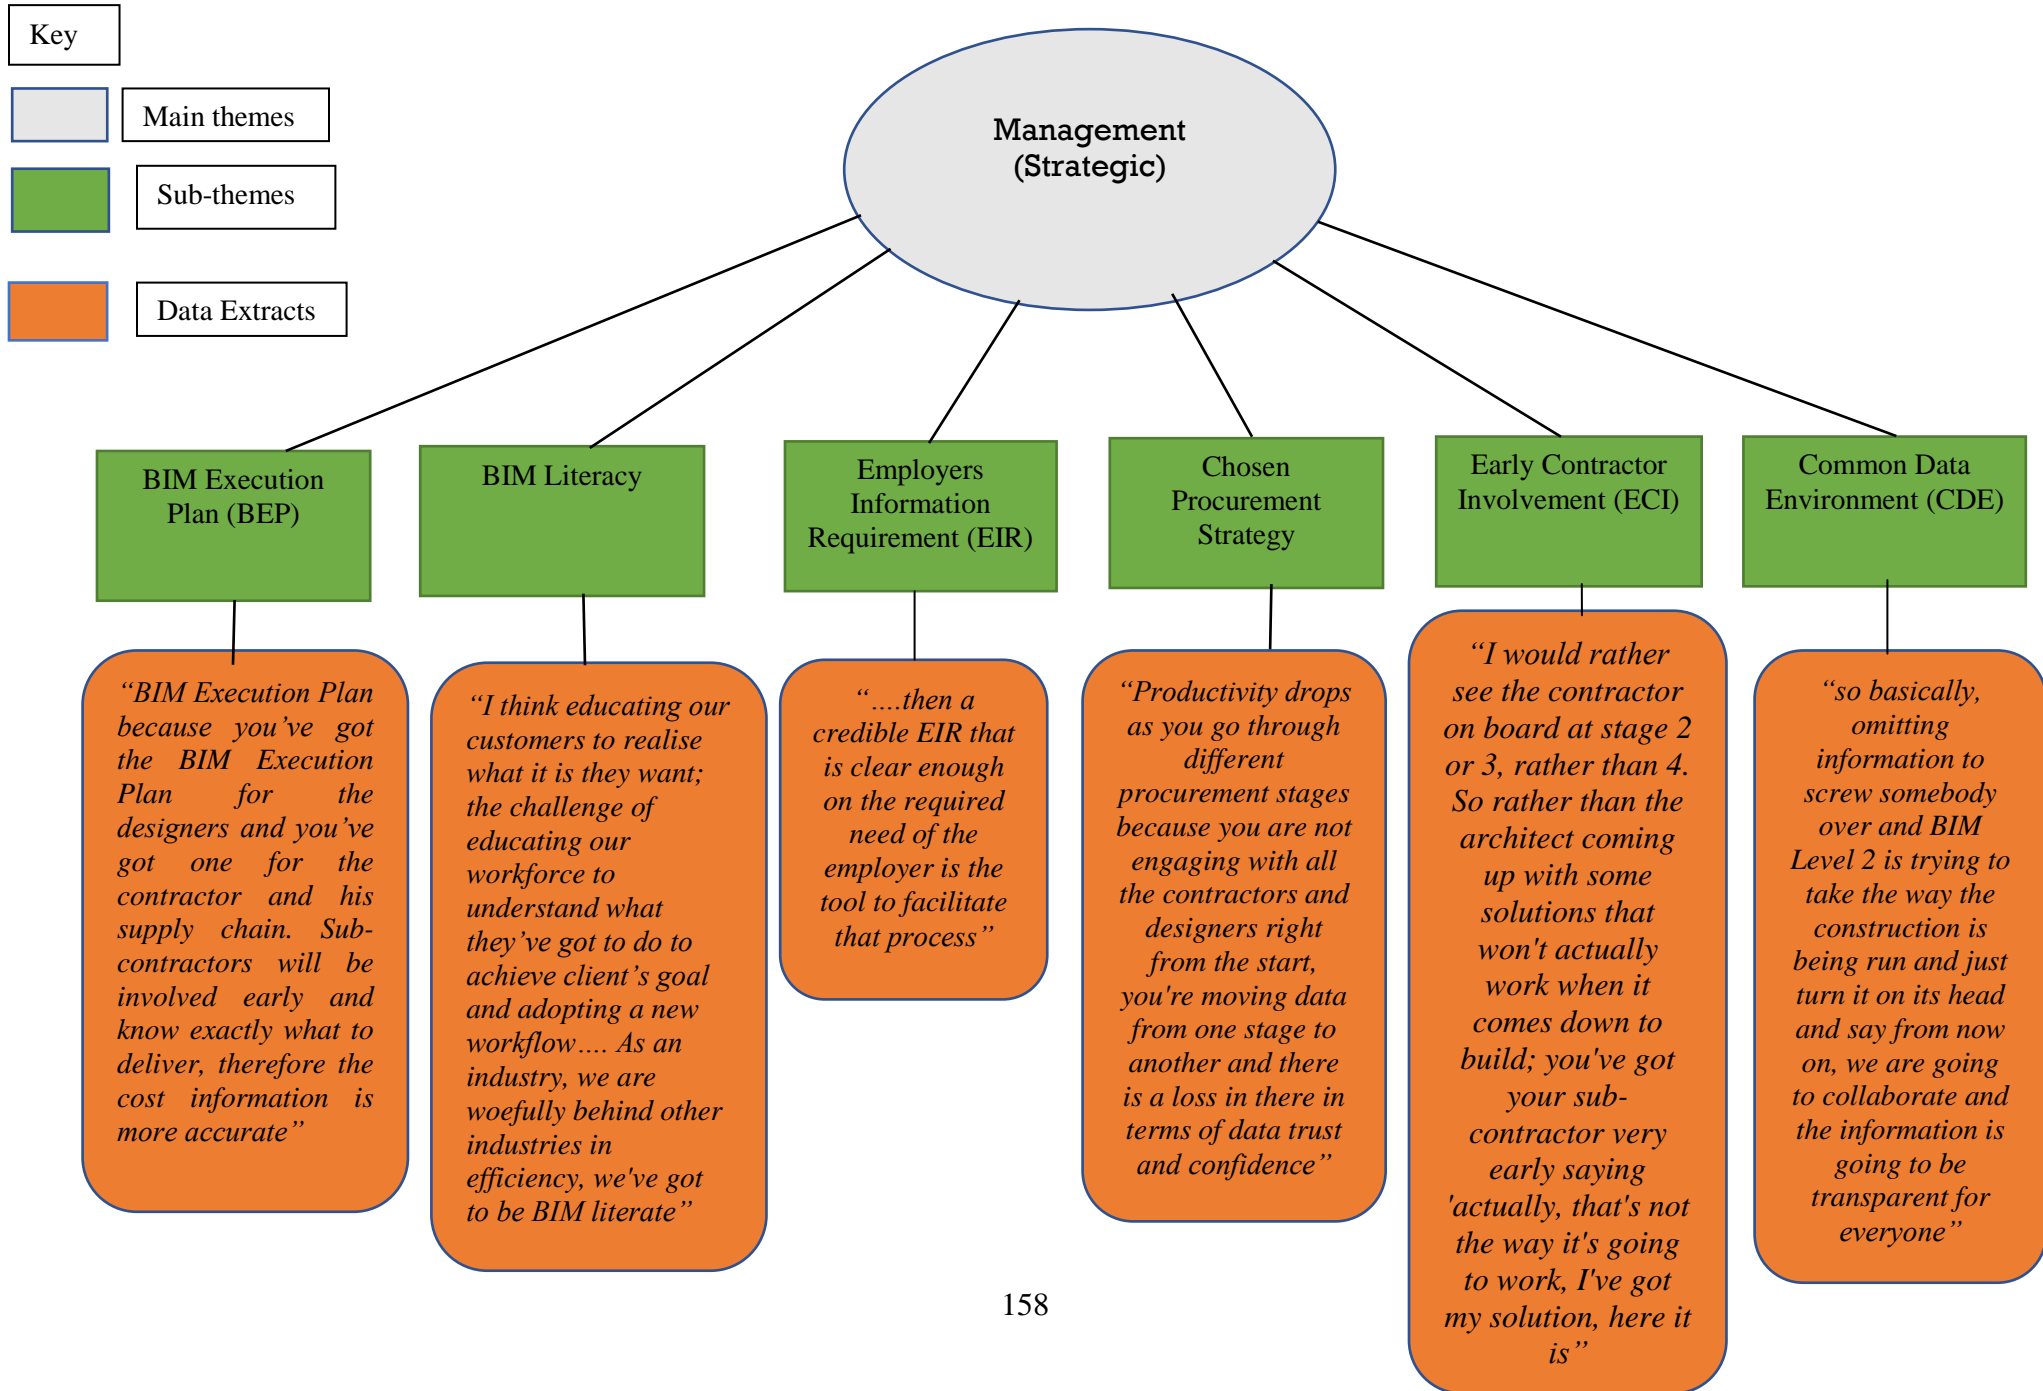 Key
Main themes
Sub-themes
Data Extracts
Management
(Strategic)
BIM Execution
Plan (BEP)
BIM Literacy
Employers
Information
Requirement (EIR)
Chosen
Procurement
Strategy
Early Contractor
Involvement (ECI)
Common Data
Environment (CDE)
“BIM Execution Plan
because you’ve got
the BIM Execution
Plan for the
designers and you’ve
got one for the
contractor and his
supply chain. Sub-
contractors will be
involved early and
know exactly what to
deliver, therefore the
cost information is
more accurate”
“I think educating our
customers to realise
what it is they want;
the challenge of
educating our
workforce to
understand what
they’ve got to do to
achieve client’s goal
and adopting a new
workflow…. As an
industry, we are
woefully behind other
industries in
efficiency, we've got
to be BIM literate”
“….then a
credible EIR that
is clear enough
on the required
need of the
employer is the
tool to facilitate
that process”
“Productivity drops
as you go through
different
procurement stages
because you are not
engaging with all
the contractors and
designers right
from the start,
you're moving data
from one stage to
another and there
is a loss in there in
terms of data trust
and confidence”
“I would rather
see the contractor
on board at stage 2
or 3, rather than 4.
So rather than the
architect coming
up with some
solutions that
won't actually
work when it
comes down to
build; you've got
your sub-
contractor very
early saying
'actually, that's not
the way it's going
to work, I've got
my solution, here it
is”
“so basically,
omitting
information to
screw somebody
over and BIM
Level 2 is trying to
take the way the
construction is
being run and just
turn it on its head
and say from now
on, we are going
to collaborate and
the information is
going to be
transparent for
everyone”
158